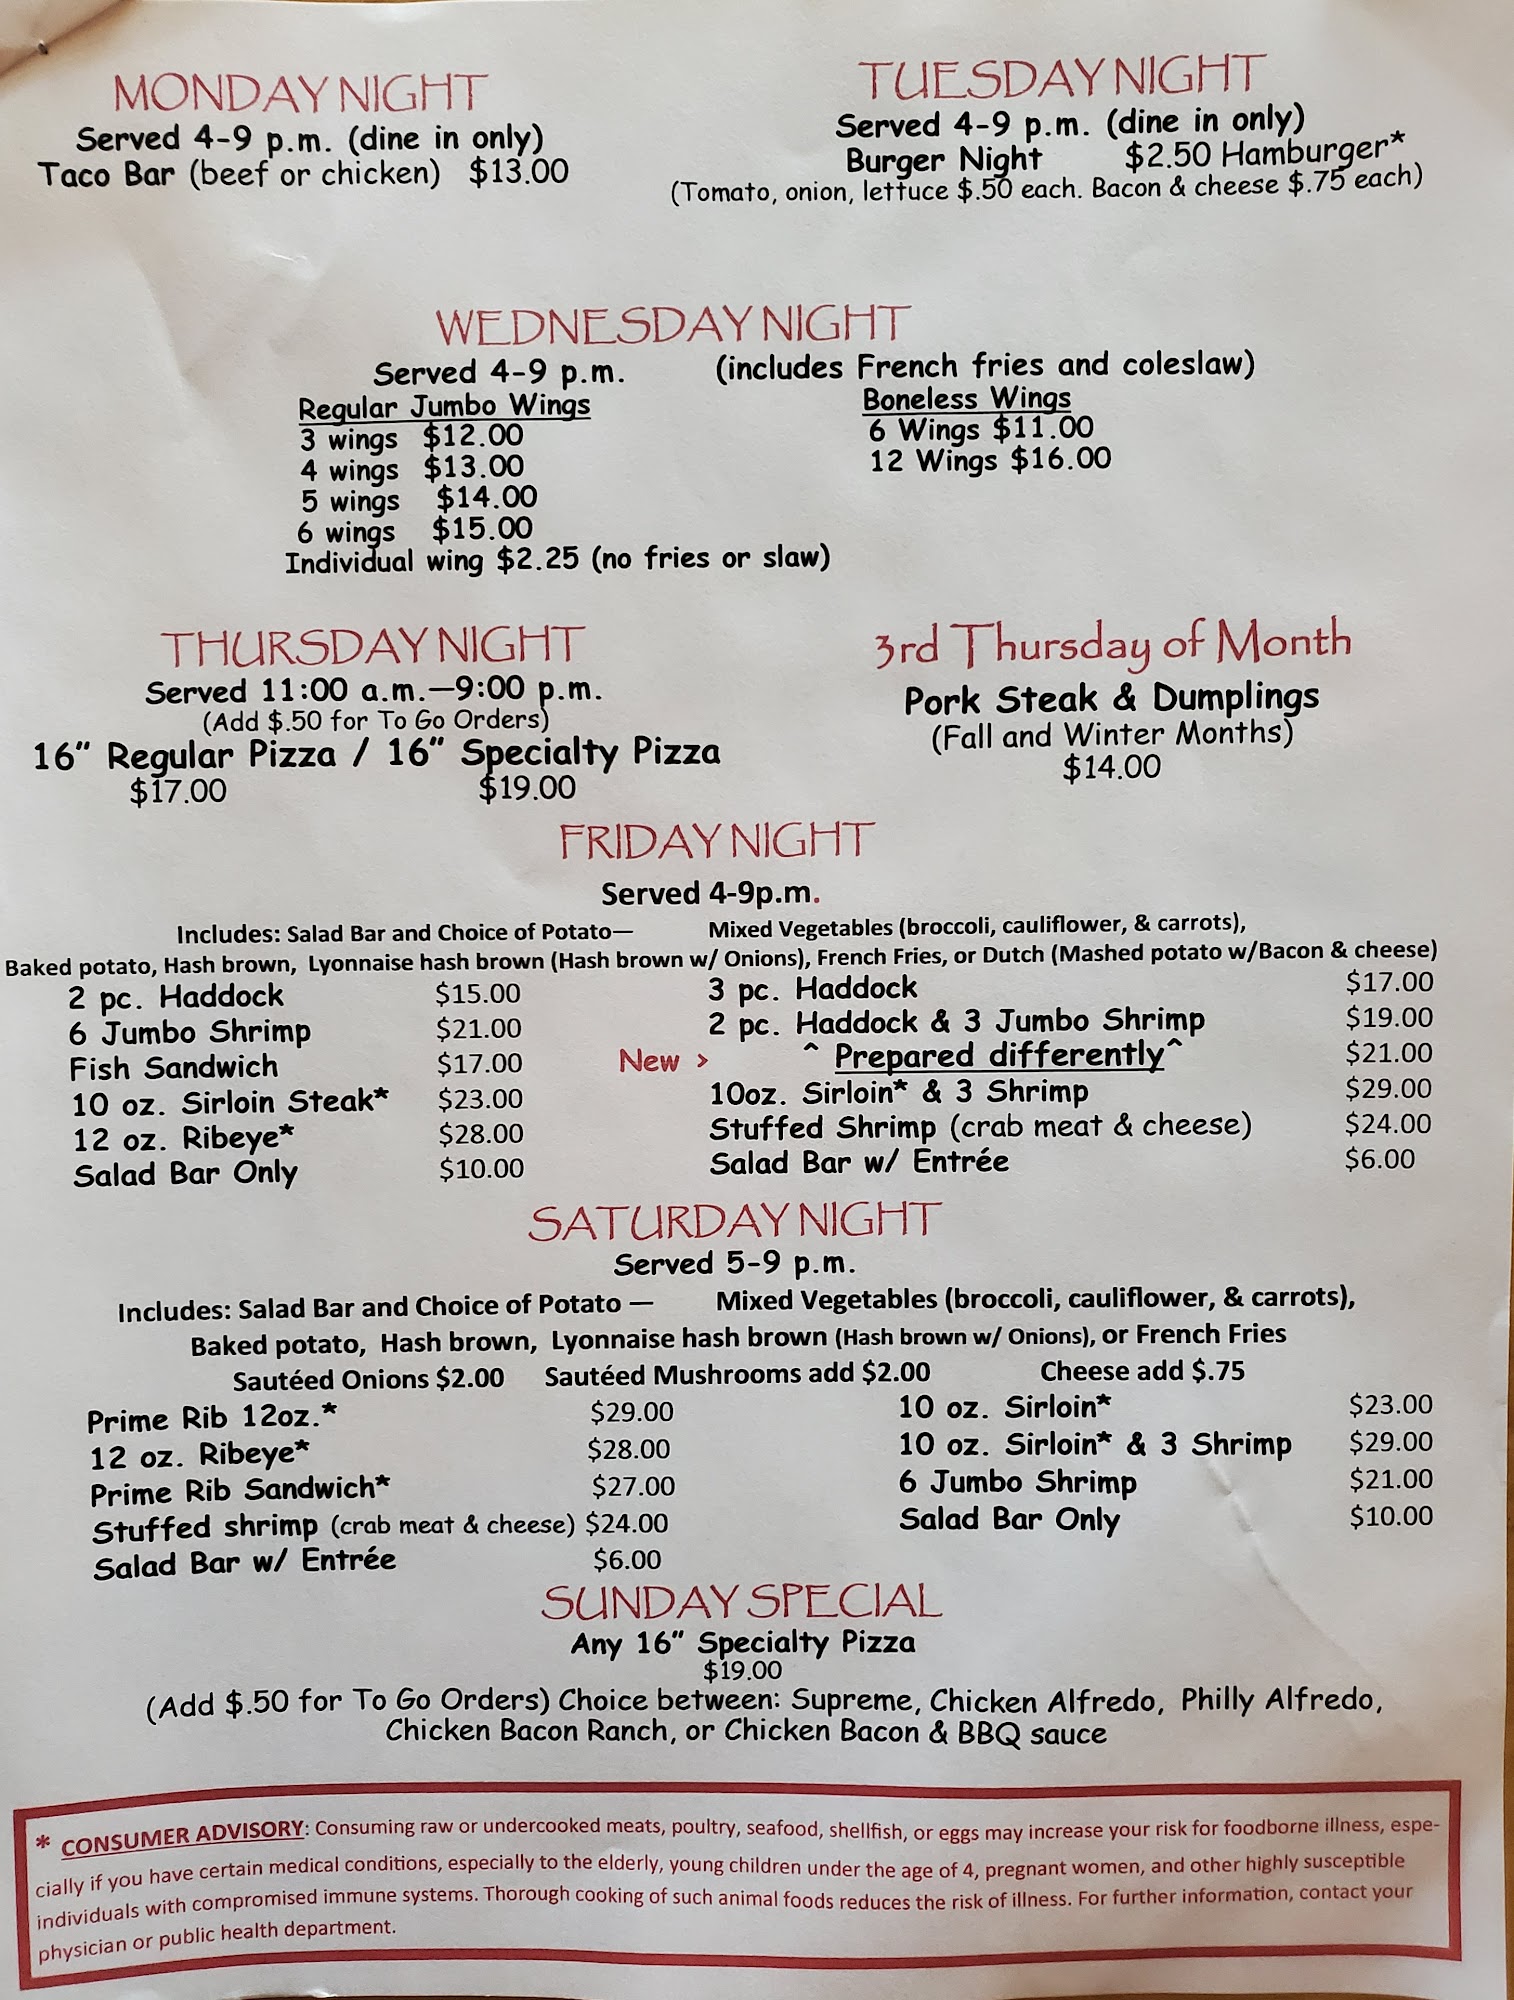 MONDAY NIGHT
Served 4-9 p.m. (dine in only)
Taco Bar (beef or chicken) $13.00
TUESDAY NIGHT
Served 4-9 p.m. (dine in only)
Burger Night $2.50 Hamburger*
(Tomato, onion, lettuce $.50 each. Bacon & cheese $.75 each)
WEDNESDAY NIGHT
Served 4-9 p.m. (includes French fries and coleslaw)
Regular Jumbo Wings
3 wings $12.00
4 wings $13.00
5 wings $14.00
6 wings $15.00
Individual wing $2.25 (no fries or slaw)
Boneless Wings
6 Wings $11.00
12 Wings $16.00
THURSDAY NIGHT
Served 11:00 a.m.—9:00 p.m.
(Add $.50 for To Go Orders)
16" Regular Pizza / 16" Specialty Pizza
$17.00 $19.00
3rd Thursday of Month
Pork Steak & Dumplings
(Fall and Winter Months)
$14.00
FRIDAY NIGHT
Served 4-9p.m.
Includes: Salad Bar and Choice of Potato— Mixed Vegetables (broccoli, cauliflower, & carrots),
Baked potato, Hash brown, Lyonnaise hash brown (Hash brown w/ Onions), French Fries, or Dutch (Mashed potato w/Bacon & cheese)
2 pc. Haddock $15.00
6 Jumbo Shrimp $21.00
Fish Sandwich $17.00
10 oz. Sirloin Steak* $23.00
12 oz. Ribeye* $28.00
Salad Bar Only $10.00
3 pc. Haddock $17.00
2 pc. Haddock & 3 Jumbo Shrimp $19.00
New > ^ Prepared differently^ $21.00
10oz. Sirloin* & 3 Shrimp $29.00
Stuffed Shrimp (crab meat & cheese) $24.00
Salad Bar w/ Entrée $6.00
SATURDAY NIGHT
Served 5-9 p.m.
Includes: Salad Bar and Choice of Potato — Mixed Vegetables (broccoli, cauliflower, & carrots),
Baked potato, Hash brown, Lyonnaise hash brown (Hash brown w/ Onions), or French Fries
Sautéed Onions $2.00 Sautéed Mushrooms add $2.00 Cheese add $.75
Prime Rib 12oz.* $29.00
12 oz. Ribeye* $28.00
Prime Rib Sandwich* $27.00
Stuffed shrimp (crab meat & cheese) $24.00
Salad Bar w/ Entrée $6.00
10 oz. Sirloin* $23.00
10 oz. Sirloin* & 3 Shrimp $29.00
6 Jumbo Shrimp $21.00
Salad Bar Only $10.00
SUNDAY SPECIAL
Any 16" Specialty Pizza
$19.00
(Add $.50 for To Go Orders) Choice between: Supreme, Chicken Alfredo, Philly Alfredo,
Chicken Bacon Ranch, or Chicken Bacon & BBQ sauce
* CONSUMER ADVISORY: Consuming raw or undercooked meats, poultry, seafood, shellfish, or eggs may increase your risk for foodborne illness, espe-
cially if you have certain medical conditions, especially to the elderly, young children under the age of 4, pregnant women, and other highly susceptible
individuals with compromised immune systems. Thorough cooking of such animal foods reduces the risk of illness. For further information, contact your
physician or public health department.